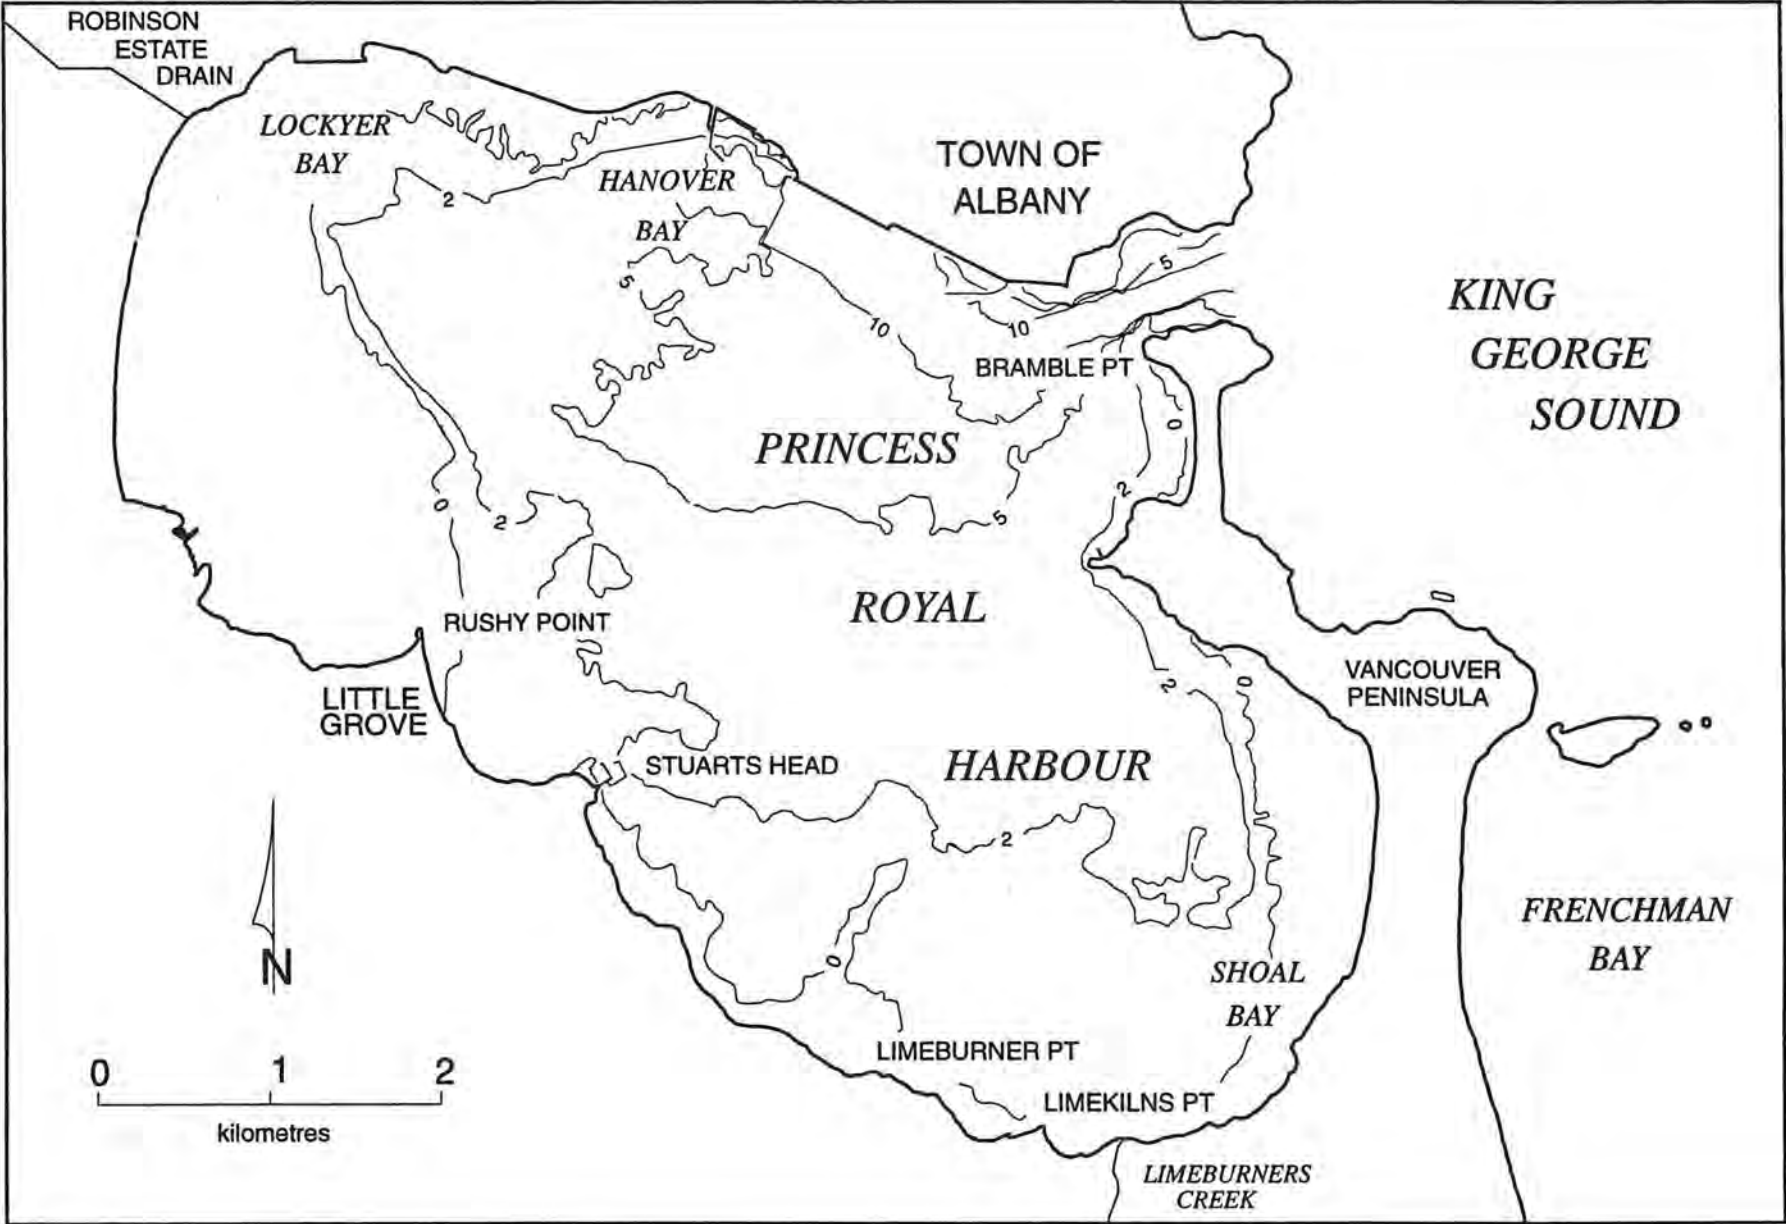 ROBINSON
ESTATE
DRAIN
LOCKYER
BAY
HANOVER
BAY
TOWN OF
ALBANY
2
5
5
10
10
KING
GEORGE
SOUND
BRAMBLE PT
0
PRINCESS
2
0
2
5
ROYAL
RUSHY POINT
VANCOUVER
PENINSULA
2
0
LITTLE
GROVE
STUARTS HEAD
HARBOUR
2
FRENCHMAN
BAY
0
N
SHOAL
BAY
LIMEBURNER PT
0 1 2
LIMEKILNS PT
kilometres
LIMEBURNERS
CREEK